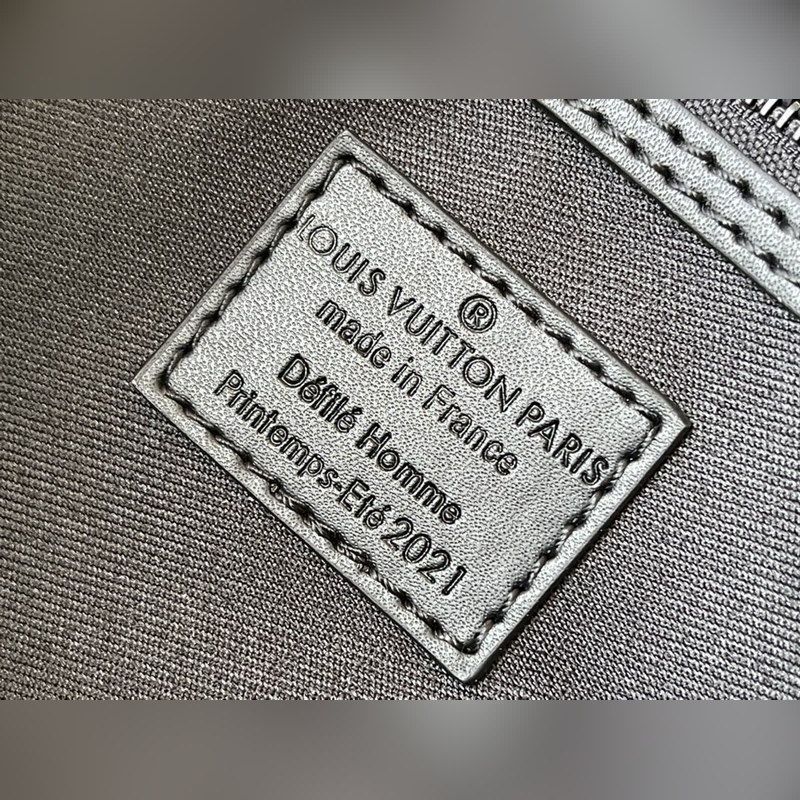 ®
LOUIS VUITTON PARIS
made in France
Défilé Homme
Printemps-Eté 2021